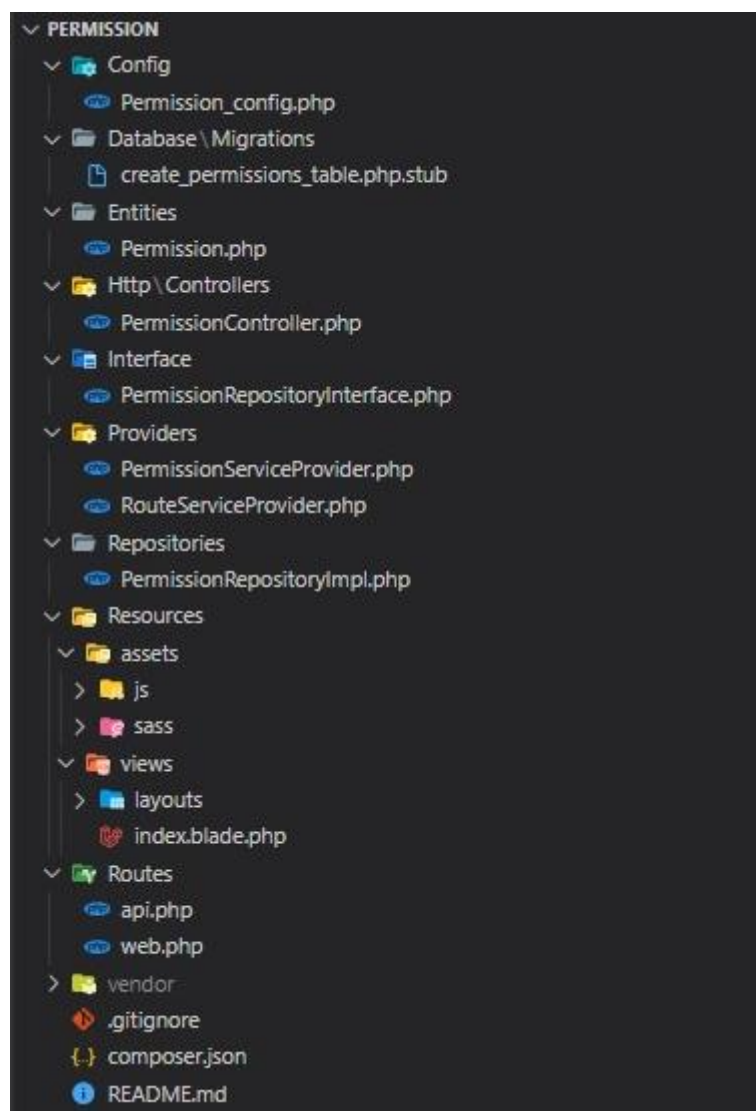 PERMISSION
Config
Permission_config.php
Database\Migrations
create_permissions_table.php.stub
Entities
Permission.php
Http\Controllers
PermissionController.php
Interface
PermissionRepositoryInterface.php
Providers
PermissionServiceProvider.php
RouteServiceProvider.php
Repositories
PermissionRepositoryImpl.php
Resources
assets
js
sass
views
layouts
index.blade.php
Routes
api.php
web.php
vendor
.gitignore
{..} composer.json
README.md